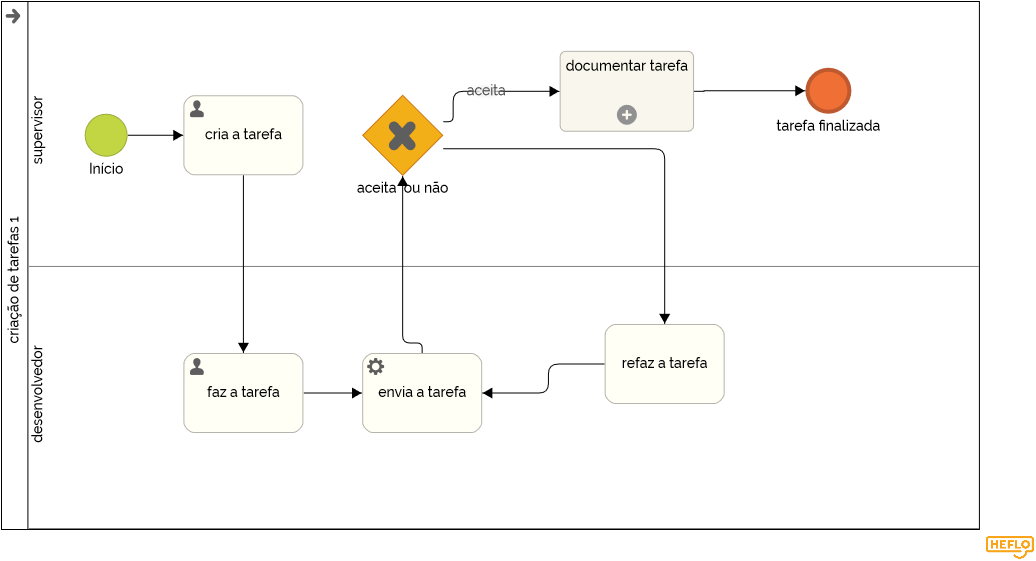 criação de tarefas 1
supervisor
Início
cria a tarefa
aceita ou não
aceita
documentar tarefa
tarefa finalizada
desenvolvedor
faz a tarefa
envia a tarefa
refaz a tarefa
HEFLO